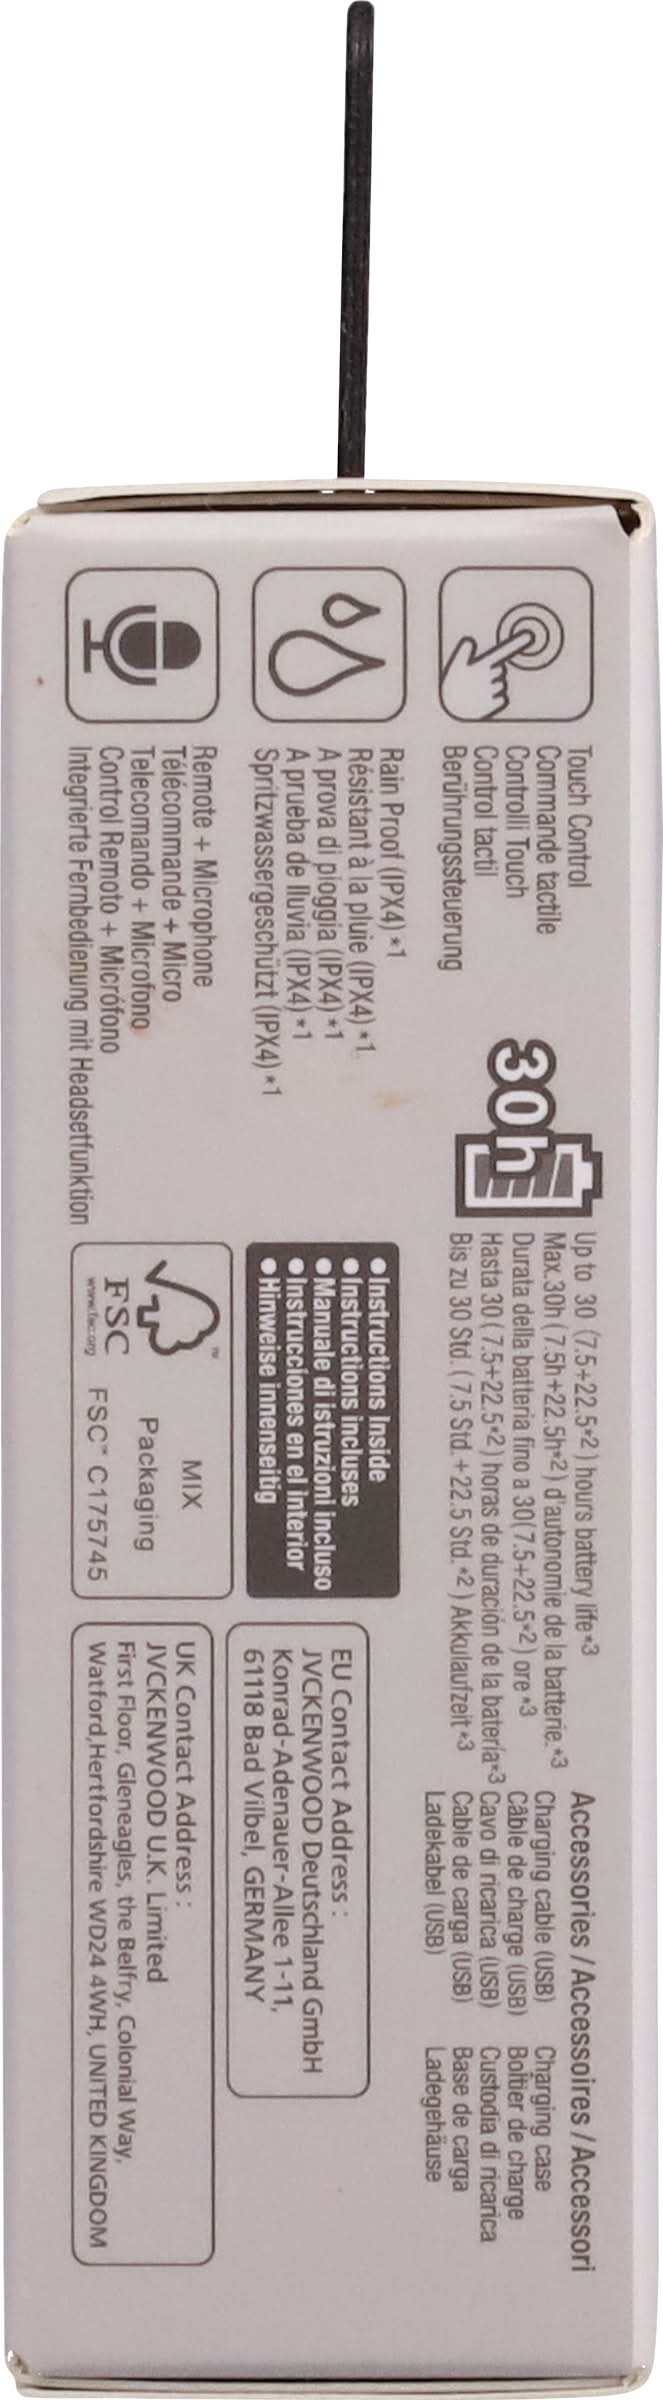 Touch Control
Commande tactile
Controlli Touch
Control tactil
Berührungssteuerung
30h
Up to 30 (7.5+22.5*2) hours battery life*3
Max.30h (7.5h+22.5h*2) d'autonomie de la batterie.*3
Durata della batteria fino a 30(7.5+22.5*2) ore*3
Hasta 30 (7.5+22.5*2) horas de duración de la batería*3
Bis zu 30 Std. (7.5 Std. + 22.5 Std.*2) Akkulaufzeit*3
Accessories / Accessoires / Accessori
Charging cable (USB)
Câble de charge (USB)
Cavo di ricarica (USB)
Cable de carga (USB)
Ladekabel (USB)
Charging case
Boîtier de charge
Custodia di ricarica
Base de carga
Ladegehäuse
Rain Proof (IPX4) *1
Résistant à la pluie (IPX4) *1
A prova di pioggia (IPX4) *1
A prueba de lluvia (IPX4) *1
Spritzwassergeschützt (IPX4) *1
• Instructions Inside
• Instructions incluses
• Manuale di istruzioni incluso
• Instrucciones en el interior
• Hinweise innenseitig
EU Contact Address :
JVCKENWOOD Deutschland GmbH
Konrad-Adenauer-Allee 1-11,
61118 Bad Vilbel, GERMANY
Remote + Microphone
Télécommande + Micro
Telecomando + Microfono
Control Remoto + Micrófono
Integrierte Fernbedienung mit Headsetfunktion
™
FSC
www.fsc.org
MIX
Packaging
FSC™ C175745
UK Contact Address :
JVCKENWOOD U.K. Limited
First Floor, Gleneagles, the Belfry, Colonial Way,
Watford,Hertfordshire WD24 4WH, UNITED KINGDOM